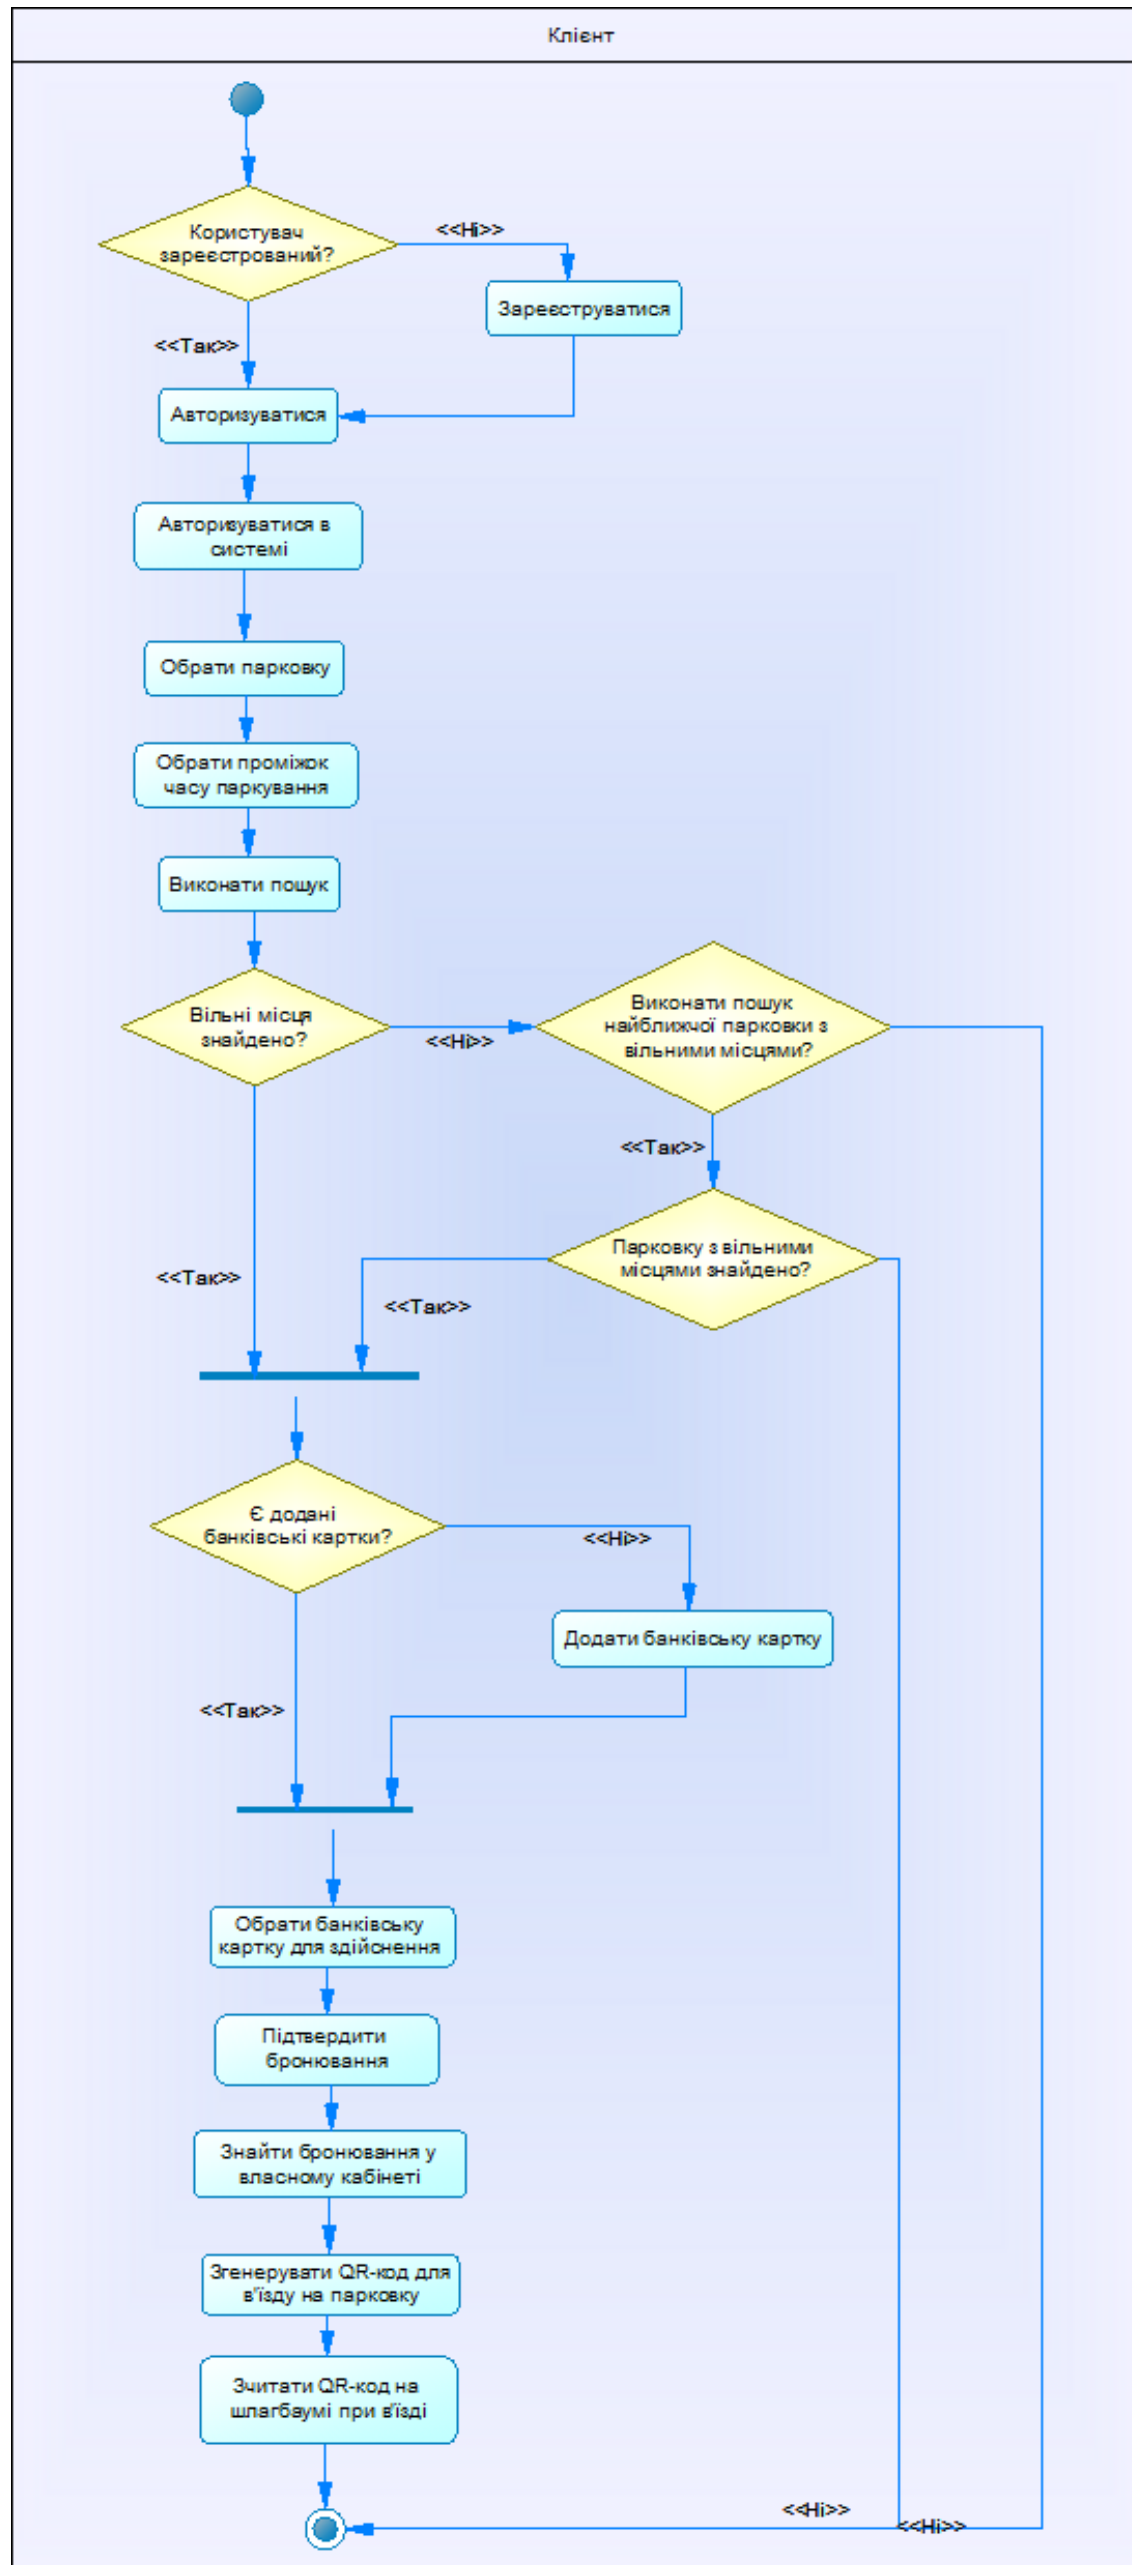 Клієнт
Користувач
зареєстрований?
<<Ні>>
Зареєструватися
<<Так>>
Авторизуватися
Авторизуватися в
системі
Обрати парковку
Обрати проміжок
часу паркування
Виконати пошук
Вільні місця
знайдено?
<<Ні>>
Виконати пошук
найближчої парковки з
вільними місцями?
<<Так>>
Парковку з вільними
місцями знайдено?
<<Так>>
<<Так>>
Є додані
банківські картки?
<<Ні>>
Додати банківську картку
<<Так>>
Обрати банківську
картку для здійснення
Підтвердити
бронювання
Знайти бронювання у
власному кабінеті
Згенерувати QR-код для
в'їзду на парковку
Зчитати QR-код на
шлагбаумі при в'їзді
<<Ні>>
<<Ні>>